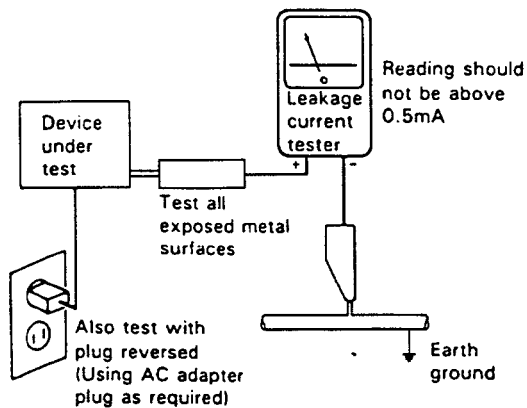 Device
under
test
Leakage
current
tester
+ -
Reading should
not be above
0.5mA
Test all
exposed metal
surfaces
Also test with
plug reversed
(Using AC adapter
plug as required)
Earth
ground